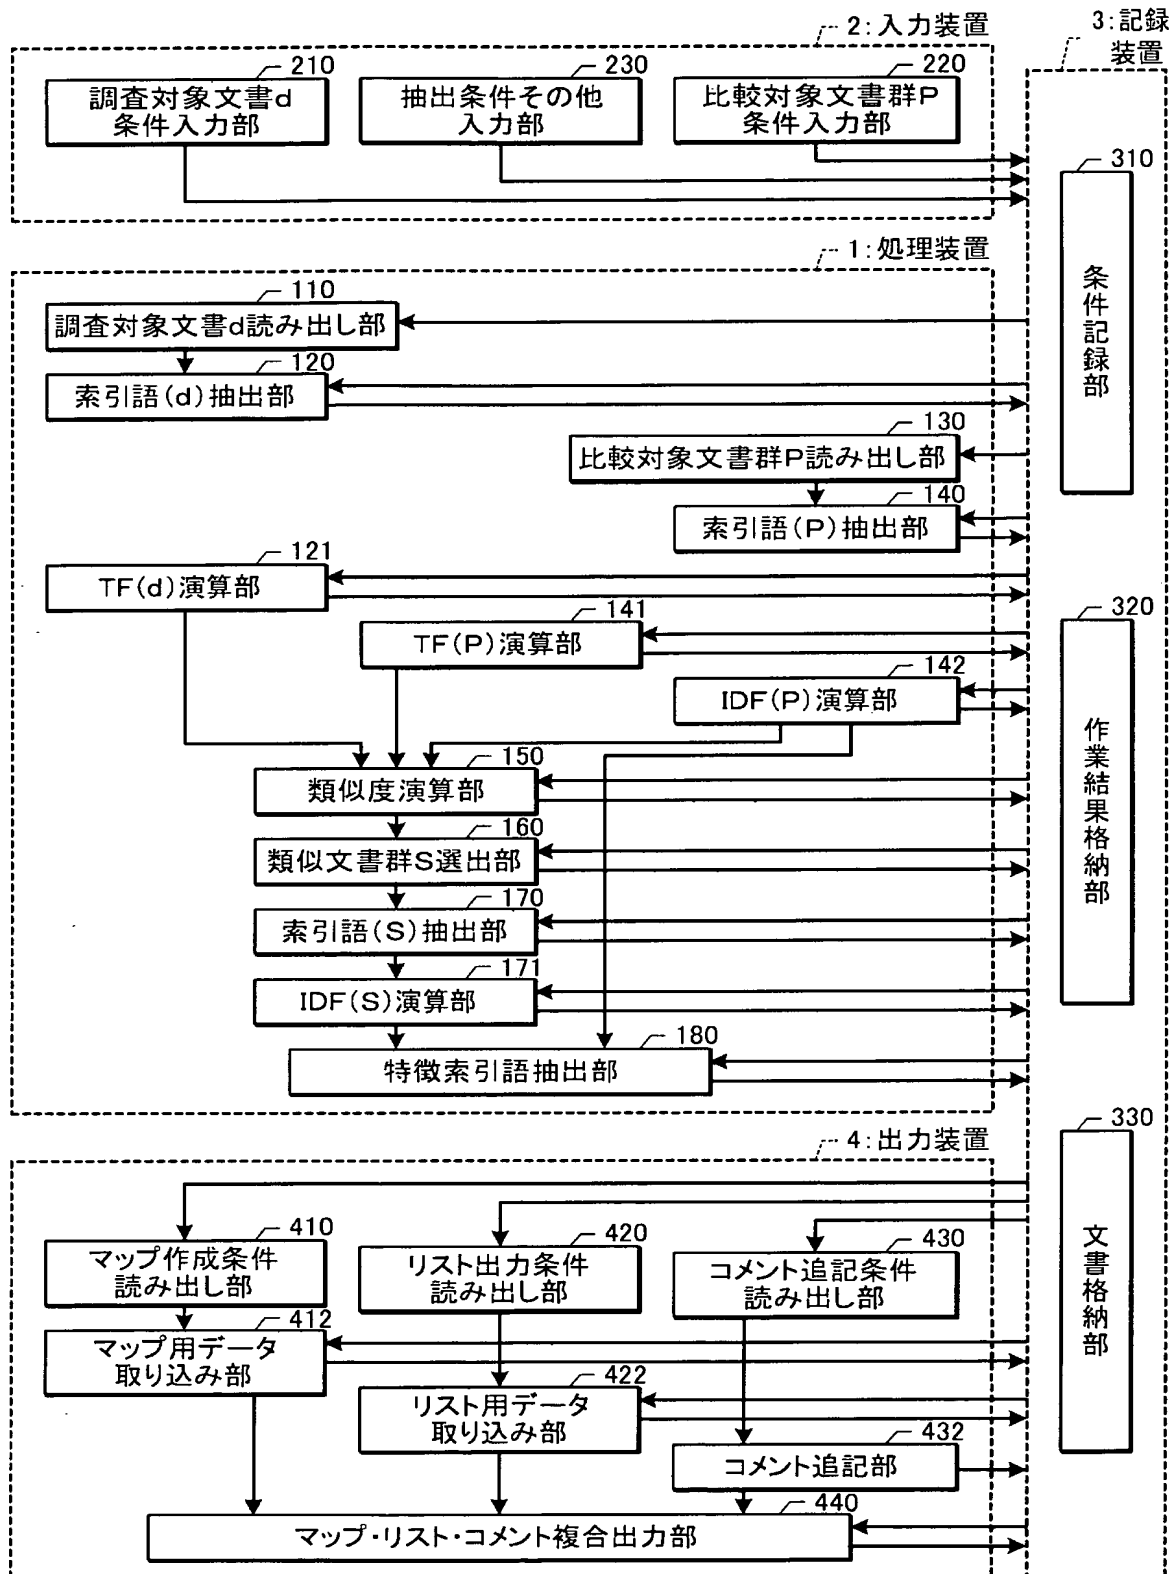 2:入力装置
3:記録
装置
210
調査対象文書d
条件入力部
230
抽出条件その他
入力部
220
比較対象文書群P
条件入力部
310
条件記録部
1:処理装置
110
調査対象文書d読み出し部
120
索引語(d)抽出部
130
比較対象文書群P読み出し部
140
索引語(P)抽出部
121
TF(d)演算部
141
TF(P)演算部
142
IDF(P)演算部
320
作業結果格納部
150
類似度演算部
160
類似文書群S選出部
170
索引語(S)抽出部
171
IDF(S)演算部
180
特徴索引語抽出部
4:出力装置
330
文書格納部
410
マップ作成条件
読み出し部
420
リスト出力条件
読み出し部
430
コメント追記条件
読み出し部
412
マップ用データ
取り込み部
422
リスト用データ
取り込み部
432
コメント追記部
440
マップ・リスト・コメント複合出力部